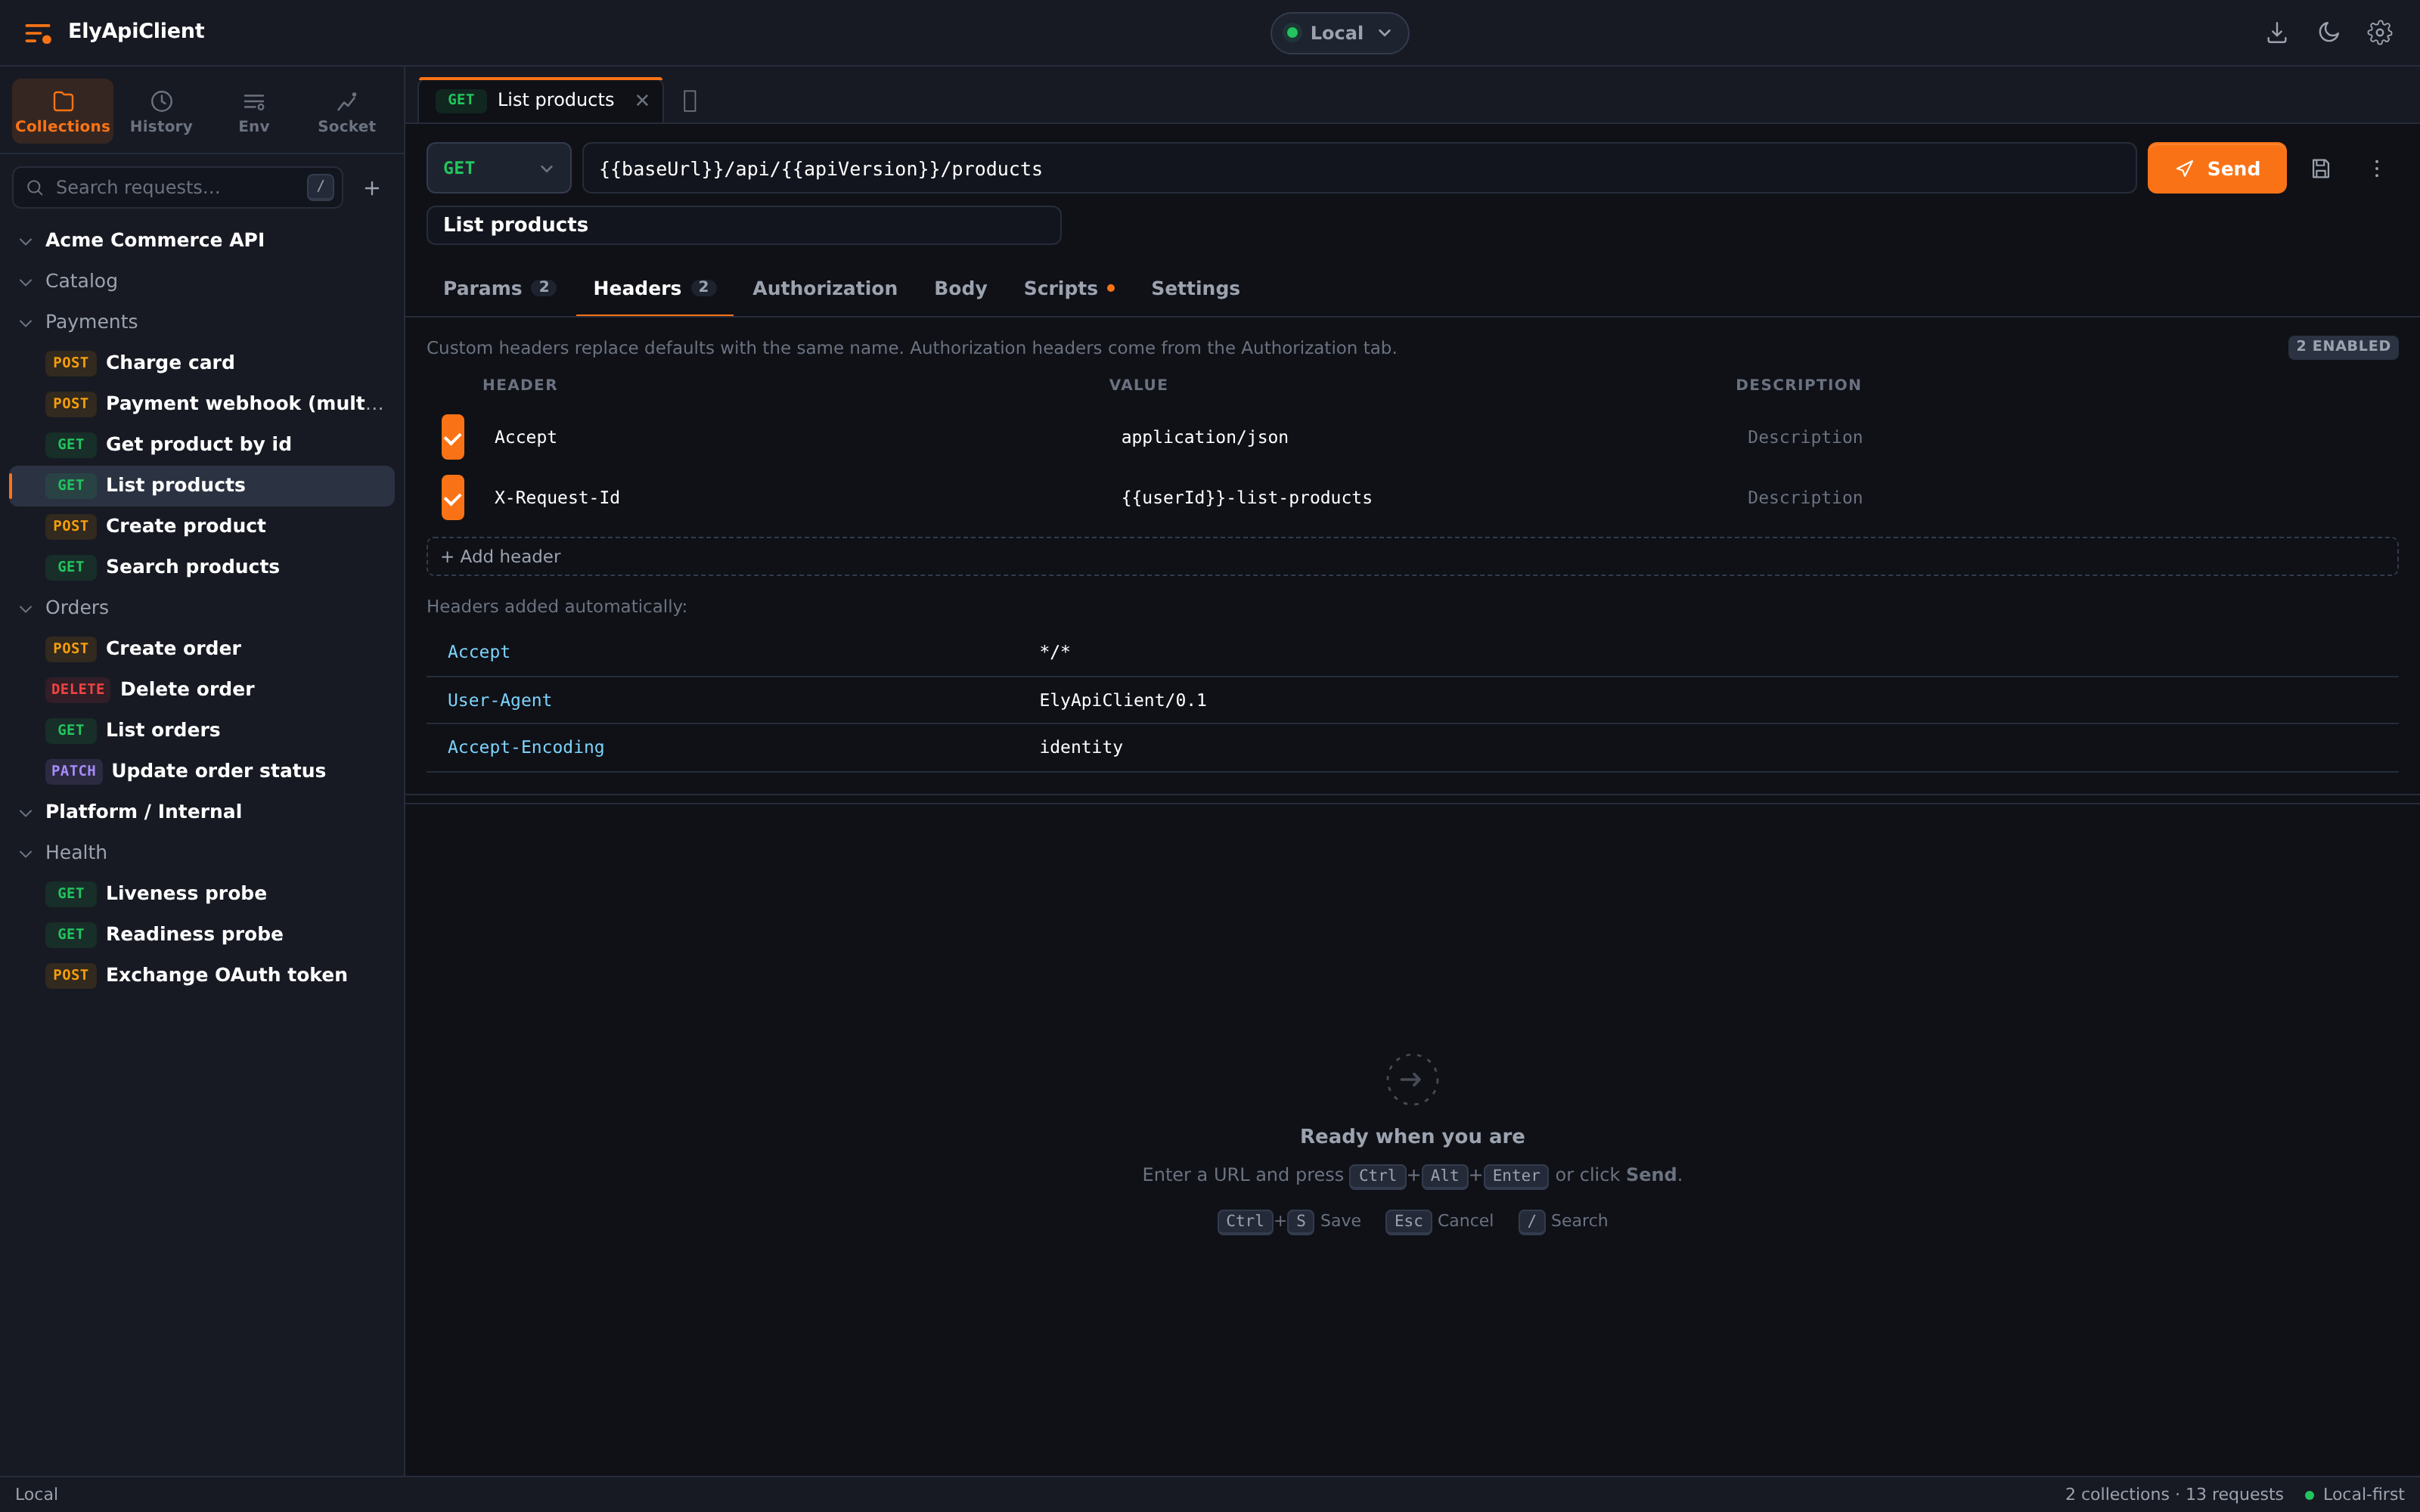 ElyApiClient
Local
Collections
History
Env
Socket
GET List products
Search requests... /
GET {{baseUrl}}/api/{{apiVersion}}/products Send
List products
Acme Commerce API
Catalog
Payments
POST Charge card
POST Payment webhook (mult...
GET Get product by id
GET List products
POST Create product
GET Search products
Orders
POST Create order
DELETE Delete order
GET List orders
PATCH Update order status
Platform / Internal
Health
GET Liveness probe
GET Readiness probe
POST Exchange OAuth token
Params 2 Headers 2 Authorization Body Scripts Settings
Custom headers replace defaults with the same name. Authorization headers come from the Authorization tab. 2 ENABLED
HEADER VALUE DESCRIPTION
Accept application/json Description
X-Request-Id {{userId}}-list-products Description
+ Add header
Headers added automatically:
Accept */*
User-Agent ElyApiClient/0.1
Accept-Encoding identity
Ready when you are
Enter a URL and press Ctrl+Alt+Enter or click Send.
Ctrl+S Save Esc Cancel / Search
Local 2 collections · 13 requests Local-first